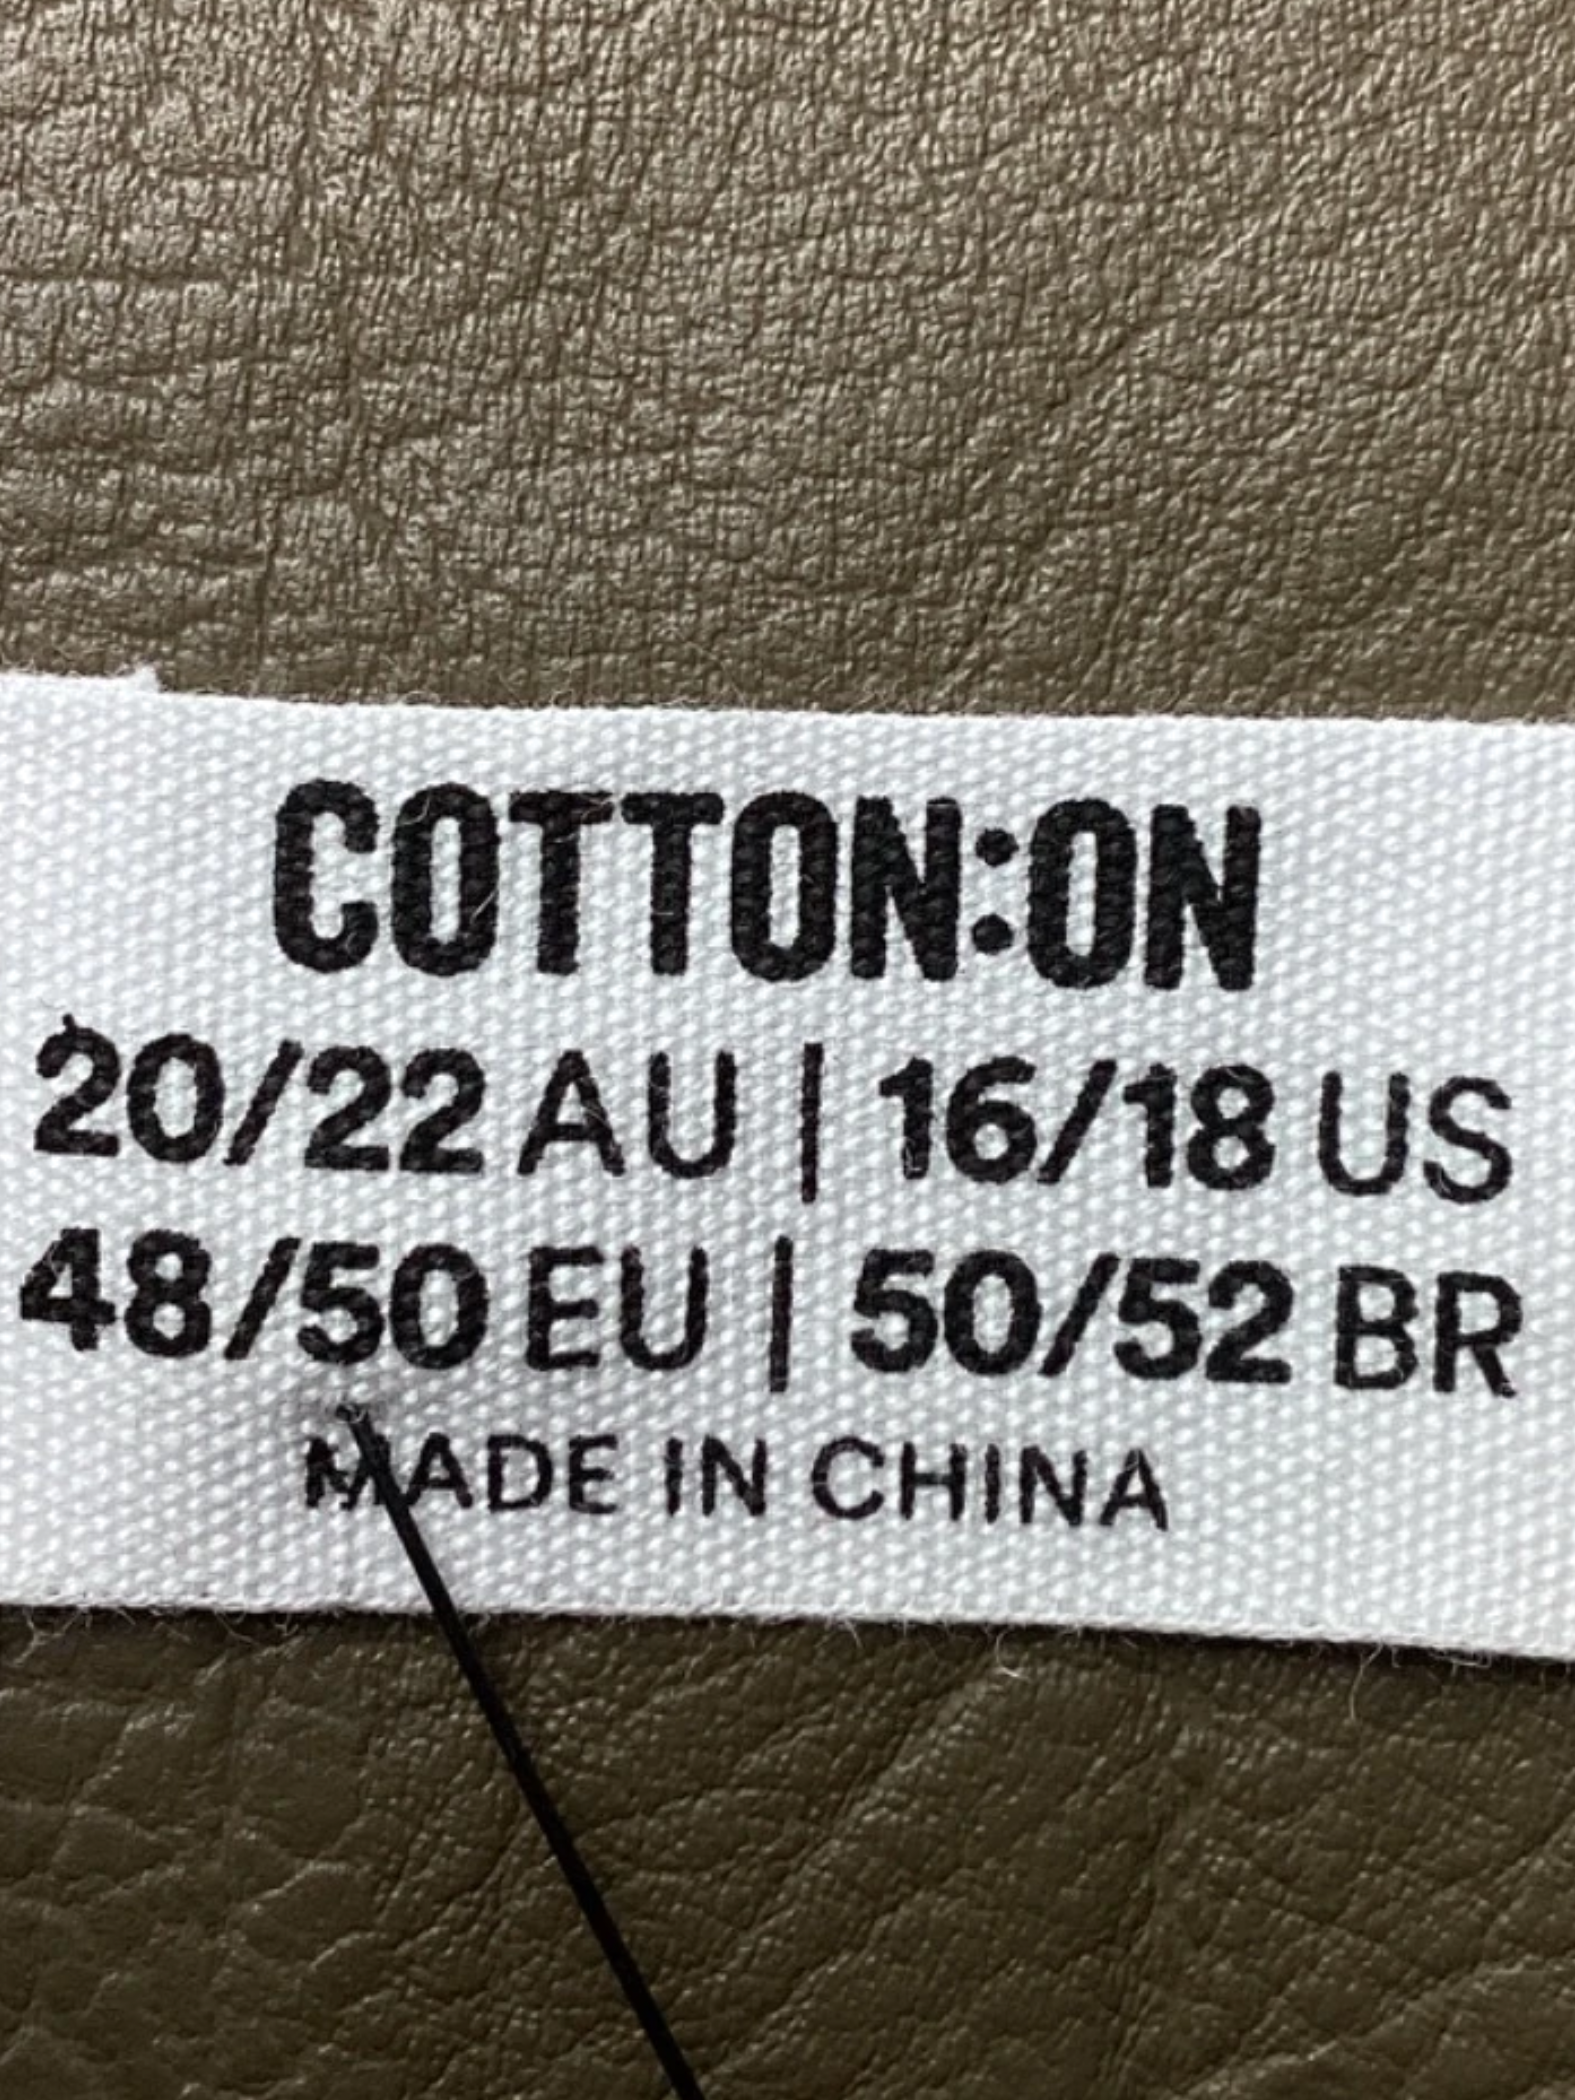 COTTON:ON
20/22 AU | 16/18 US
48/50 EU | 50/52 BR
MADE IN CHINA